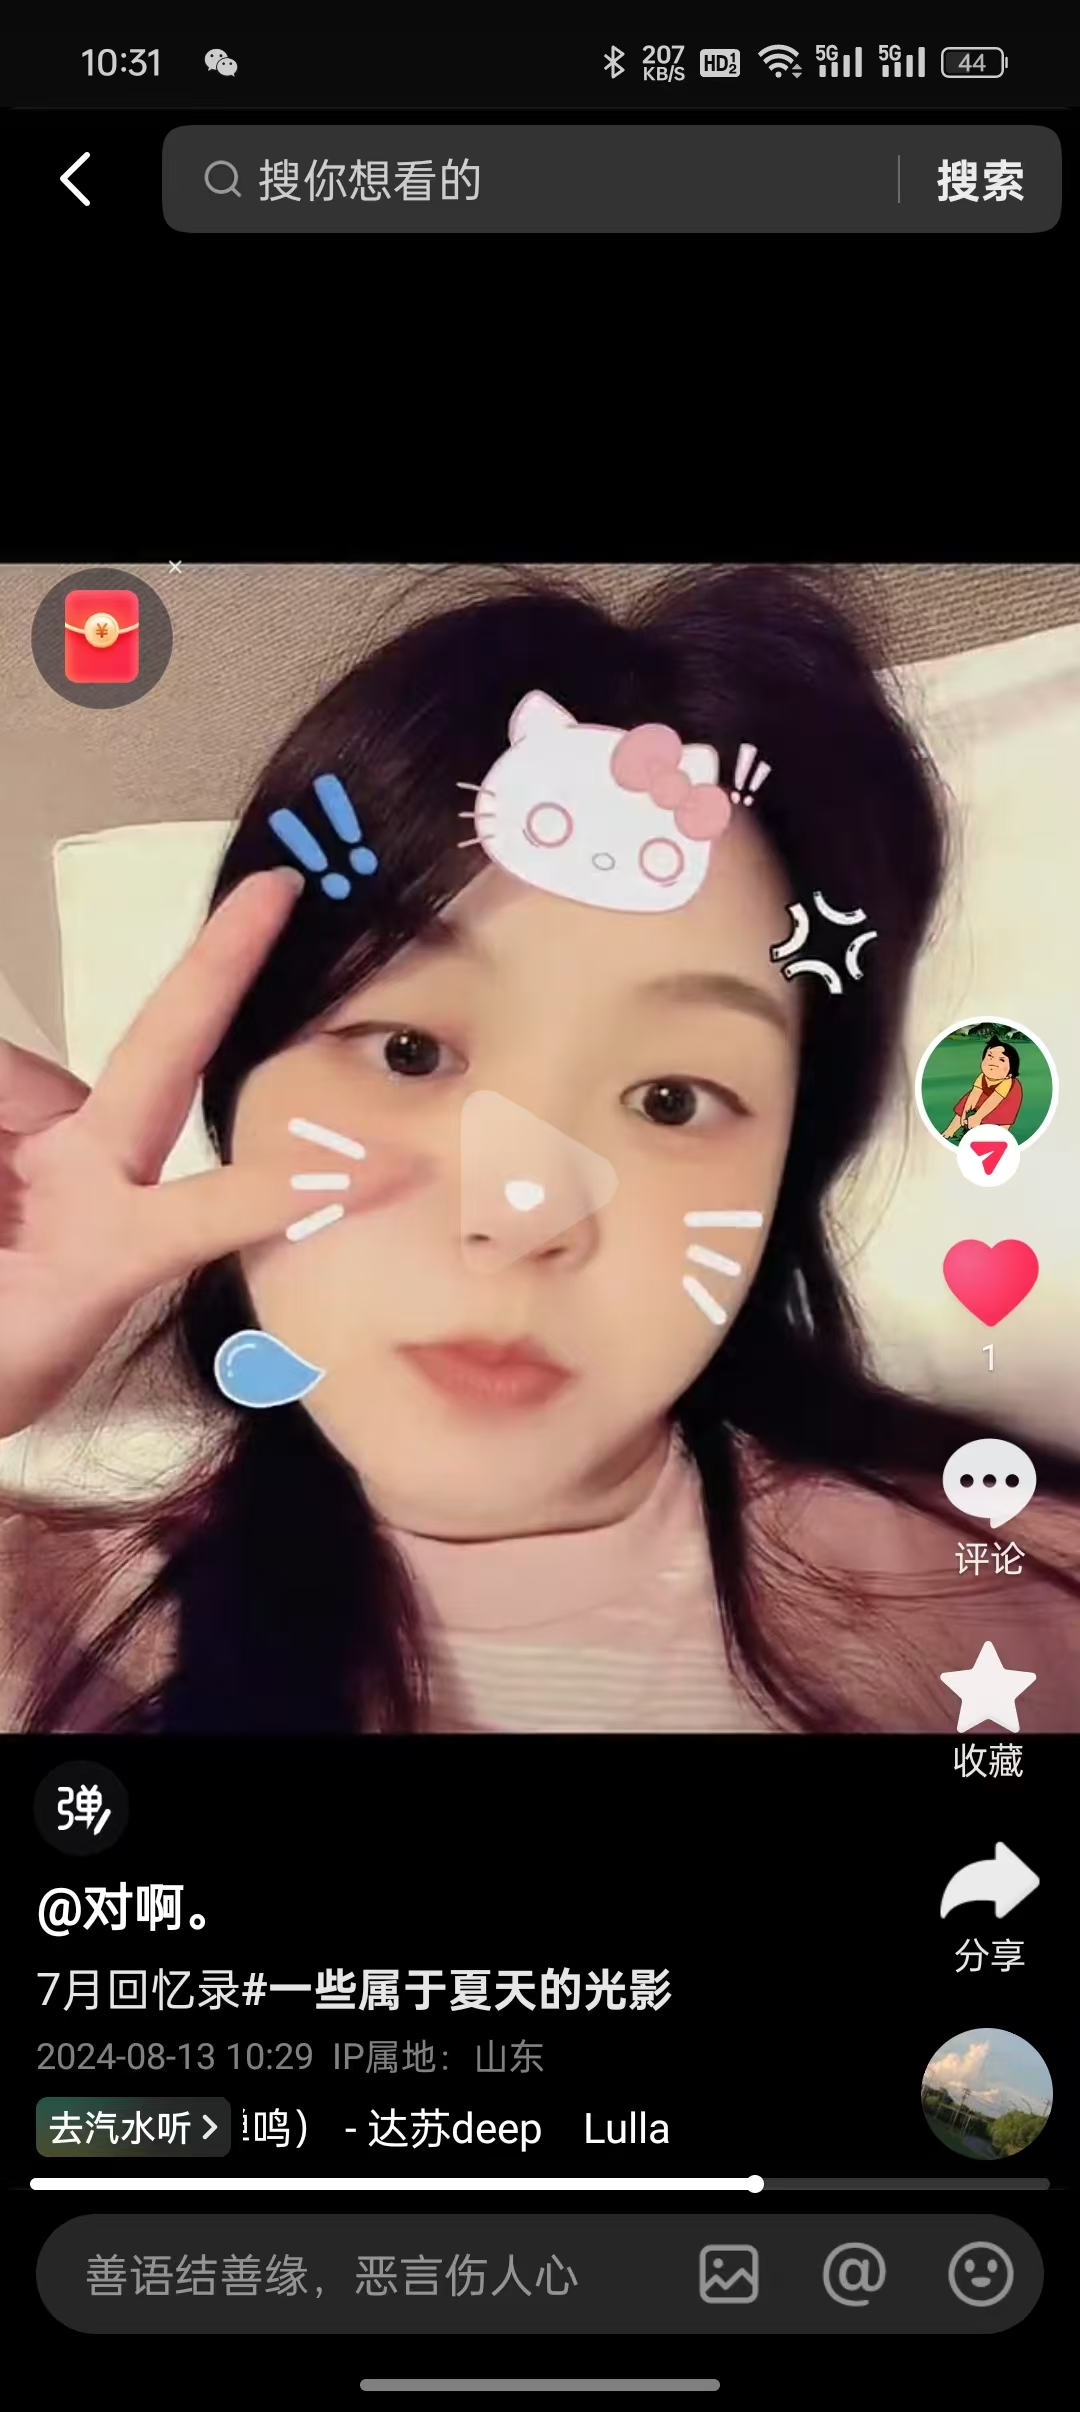 10:31
207
KB/S
HD 1 2
5G
5G
44
搜你想看的
搜索
¥
1
评论
收藏
分享
弹
@对啊。
7月回忆录#一些属于夏天的光影
2024-08-13 10:29 IP属地：山东
去汽水听 鸣） - 达苏deep Lulla
善语结善缘，恶言伤人心
@